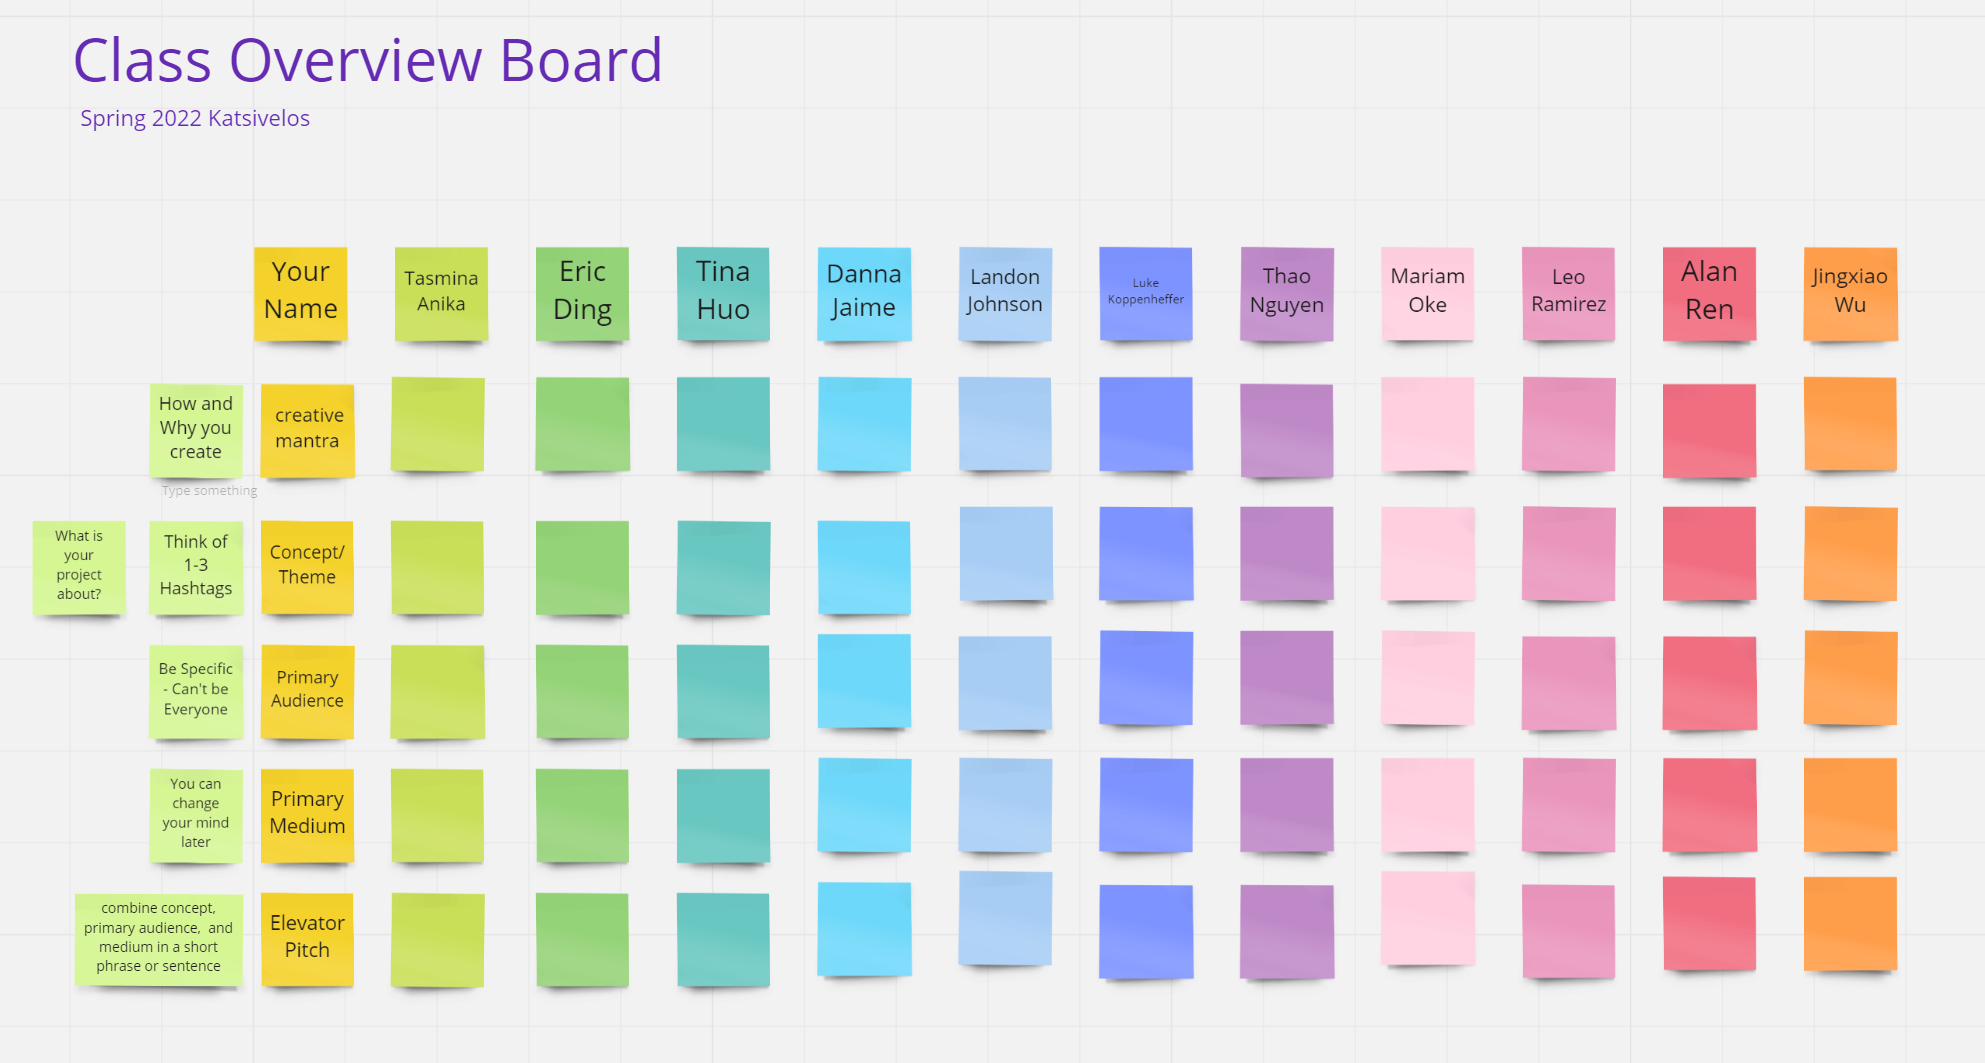 Class Overview Board
Spring 2022 Katsivelos
Your
Name
Tasmina
Anika
Eric
Ding
Tina
Huo
Danna
Jaime
Landon
Johnson
Luke
Koppenheffer
Thao
Nguyen
Mariam
Oke
Leo
Ramirez
Alan
Ren
Jingxiao
Wu
How and
Why you
create
creative
mantra
Type something
What is
your
project
about?
Think of
1-3
Hashtags
Concept/
Theme
Be Specific
- Can't be
Everyone
Primary
Audience
You can
change
your mind
later
Primary
Medium
combine concept,
primary audience, and
medium in a short
phrase or sentence
Elevator
Pitch